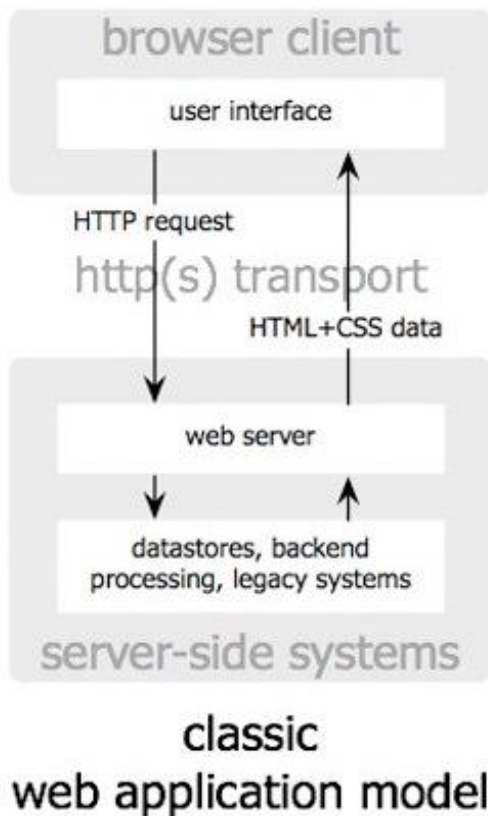 browser client
user interface
HTTP request
http(s) transport
HTML+CSS data
web server
datastores, backend
processing, legacy systems
server-side systems
classic
web application model